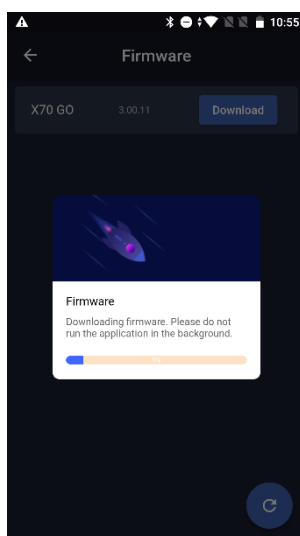 10:55
Firmware
X70 GO 3.00.11 Download
Firmware
Downloading firmware. Please do not
run the application in the background.